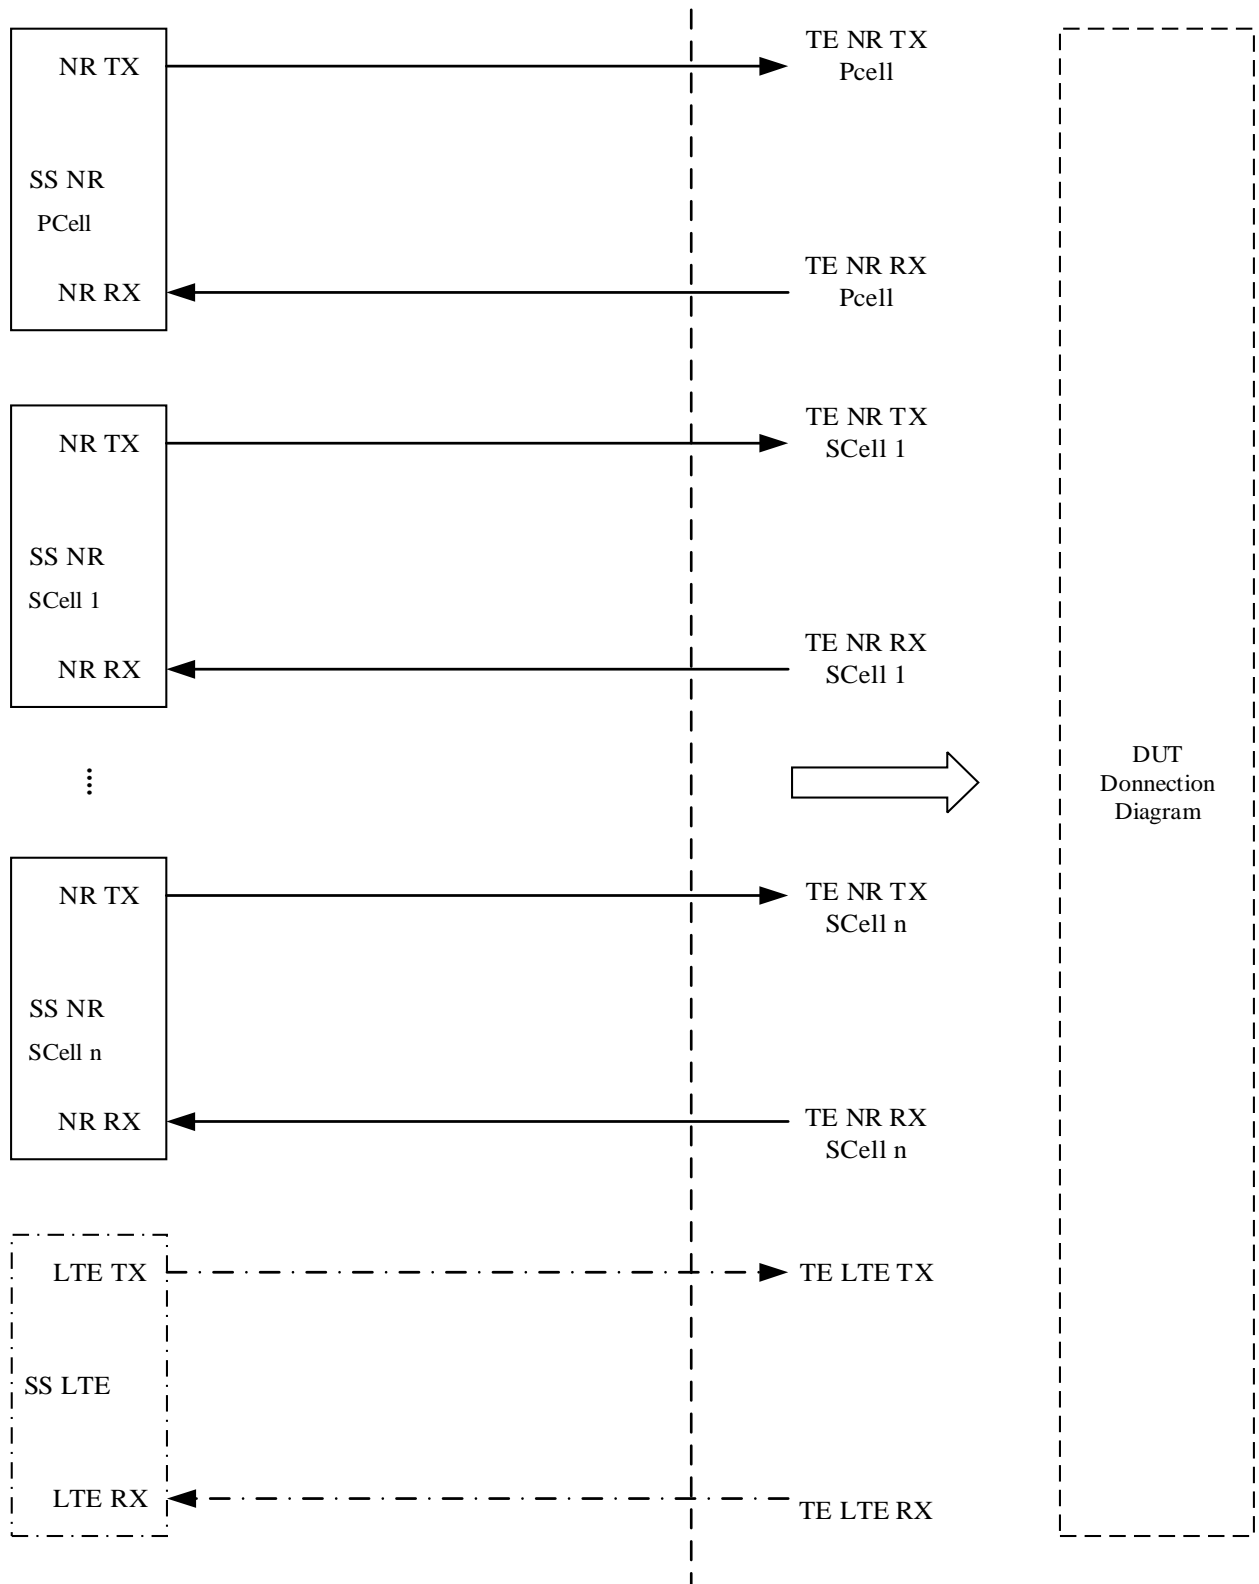 NR TX
SS NR
PCell
NR RX
TE NR TX
Pcell
TE NR RX
Pcell
NR TX
SS NR
SCell 1
NR RX
TE NR TX
SCell 1
TE NR RX
SCell 1
DUT
Donnection
Diagram
NR TX
SS NR
SCell n
NR RX
TE NR TX
SCell n
TE NR RX
SCell n
LTE TX
SS LTE
LTE RX
TE LTE TX
TE LTE RX